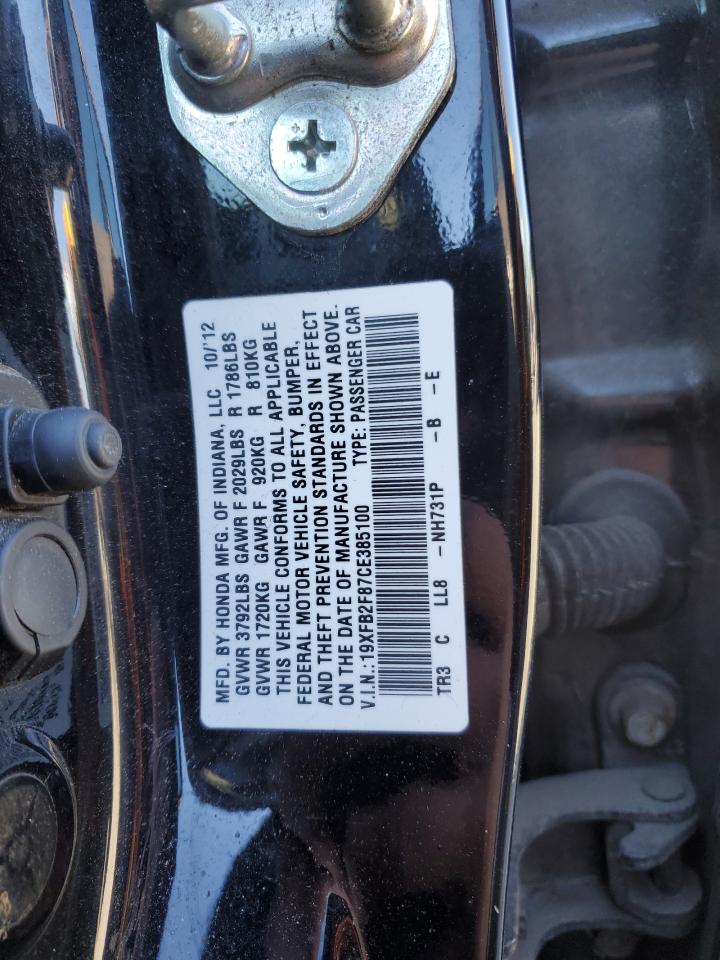 MFD. BY HONDA MFG. OF INDIANA, LLC 10/'12
GVWR 3792LBS GAWR F 2029LBS R 1786LBS
GVWR 1720KG GAWR F 920KG R 810KG
THIS VEHICLE CONFORMS TO ALL APPLICABLE
FEDERAL MOTOR VEHICLE SAFETY, BUMPER,
AND THEFT PREVENTION STANDARDS IN EFFECT
ON THE DATE OF MANUFACTURE SHOWN ABOVE.
V.I.N.:19XFB2F87CE385100 TYPE: PASSENGER CAR
TR3 C LL8 -NH731P -B -E